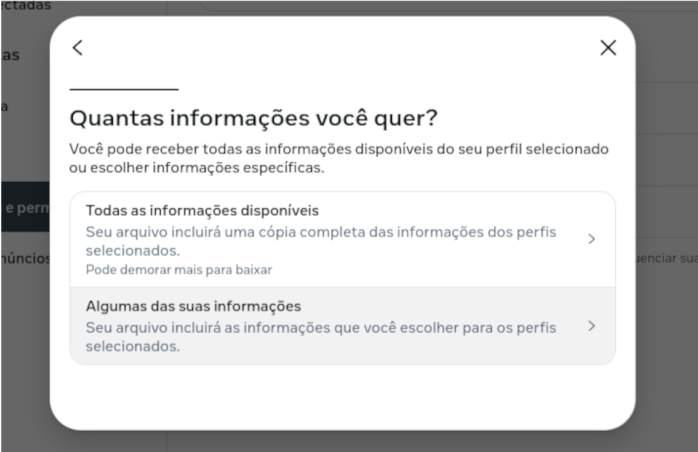 ectadas
as
a
e perm
núncios
Quantas informações você quer?
Você pode receber todas as informações disponíveis do seu perfil selecionado
ou escolher informações específicas.
Todas as informações disponíveis
Seu arquivo incluirá uma cópia completa das informações dos perfis
selecionados.
Pode demorar mais para baixar
Algumas das suas informações
Seu arquivo incluirá as informações que você escolher para os perfis
selecionados.
uenciar sua